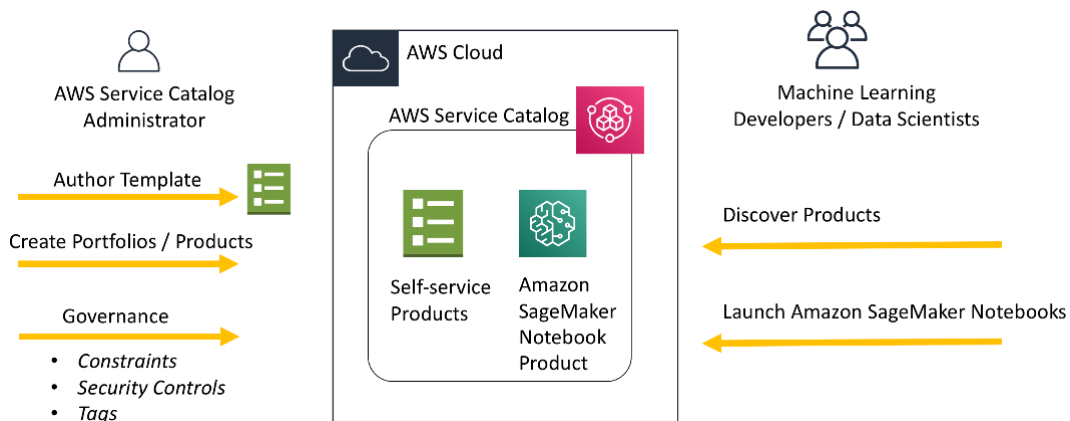 AWS Service Catalog
Administrator
Author Template
Create Portfolios / Products
Governance
• Constraints
• Security Controls
• Tags
AWS Cloud
AWS Service Catalog
Self-service
Products
Amazon
SageMaker
Notebook
Product
Machine Learning
Developers / Data Scientists
Discover Products
Launch Amazon SageMaker Notebooks